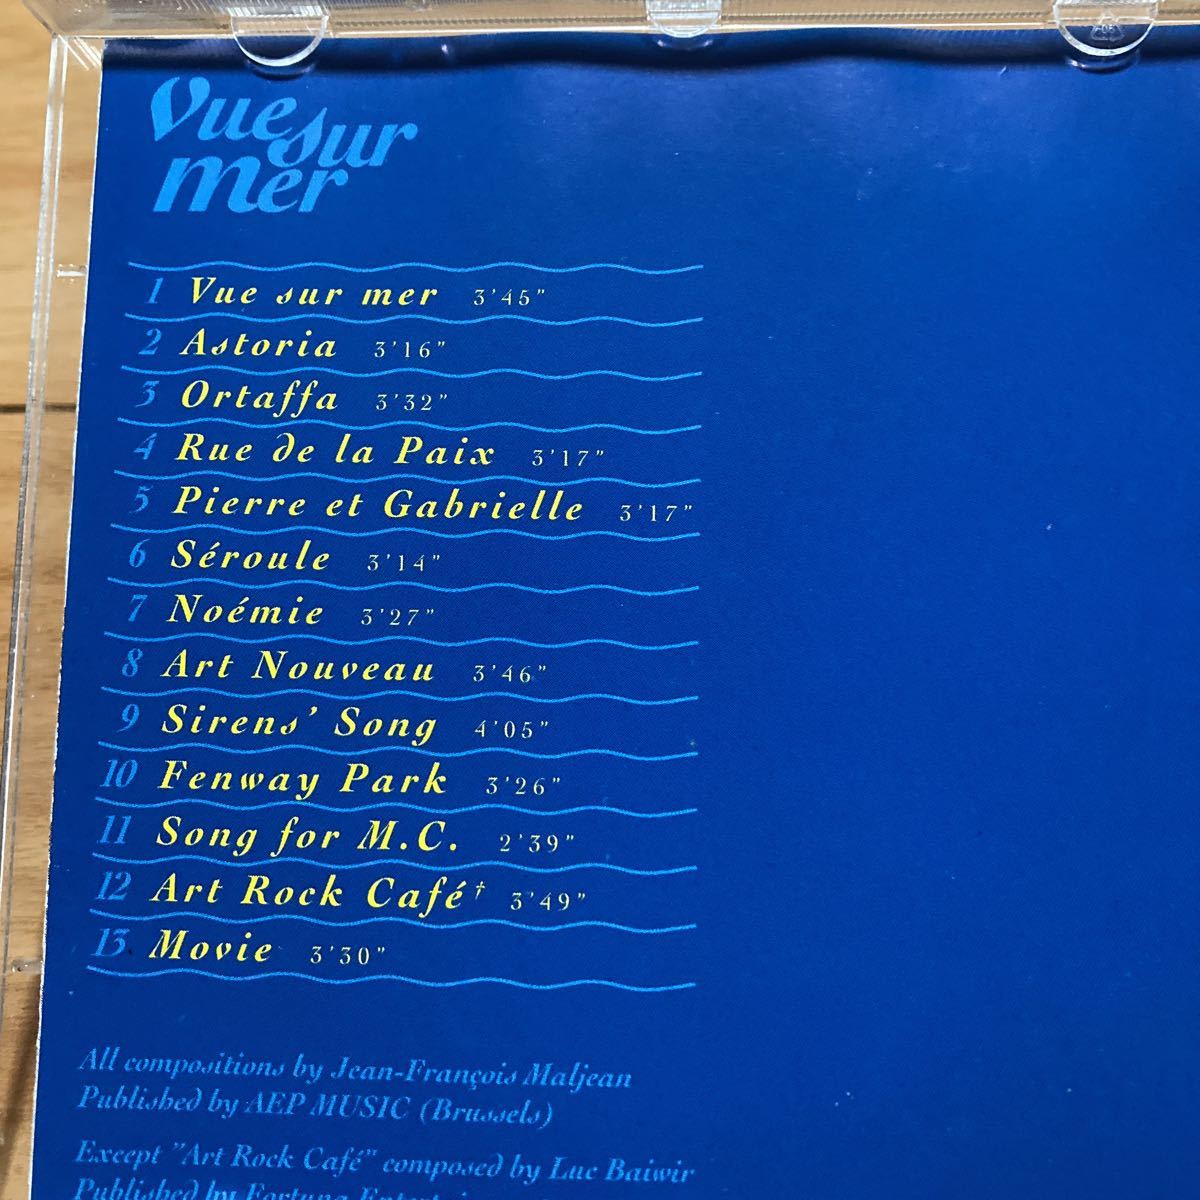 Vue sur
mer
1 Vue sur mer 3'45"
2 Astoria 3'16"
3 Ortaffa 3'32"
4 Rue de la Paix 3'17"
5 Pierre et Gabrielle 3'17"
6 Séroule 3'14"
7 Noémie 3'27"
8 Art Nouveau 3'46"
9 Sirens' Song 4'05"
10 Fenway Park 3'26"
11 Song for M.C. 2'39"
12 Art Rock Café† 3'49"
13 Movie 3'30"
All compositions by Jean-François Maljean
Published by AEP MUSIC (Brussels)
Except "Art Rock Café" composed by Luc Baiwir
Published by Fortuna